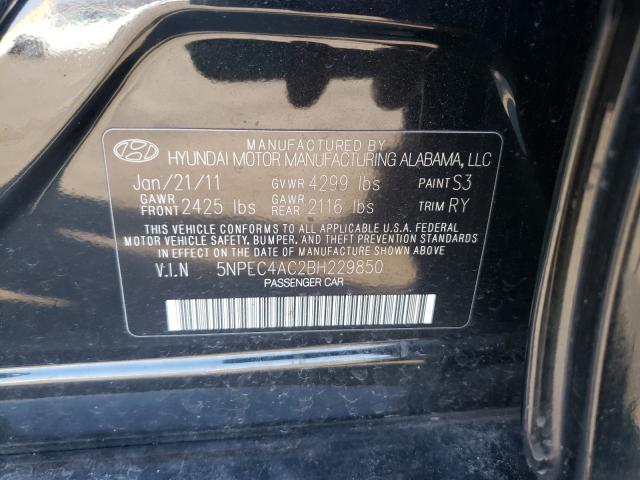 MANUFACTURED BY
HYUNDAI MOTOR MANUFACTURING ALABAMA, LLC
Jan/21/11 GVWR 4299 lbs PAINT S3
GAWR FRONT 2425 lbs GAWR REAR 2116 lbs TRIM RY
THIS VEHICLE CONFORMS TO ALL APPLICABLE U.S.A. FEDERAL
MOTOR VEHICLE SAFETY, BUMPER, AND THEFT PREVENTION
STANDARDS IN EFFECT ON THE DATE OF MANUFACTURE SHOWN ABOVE
V.I.N 5NPEC4AC2BH229850
PASSENGER CAR